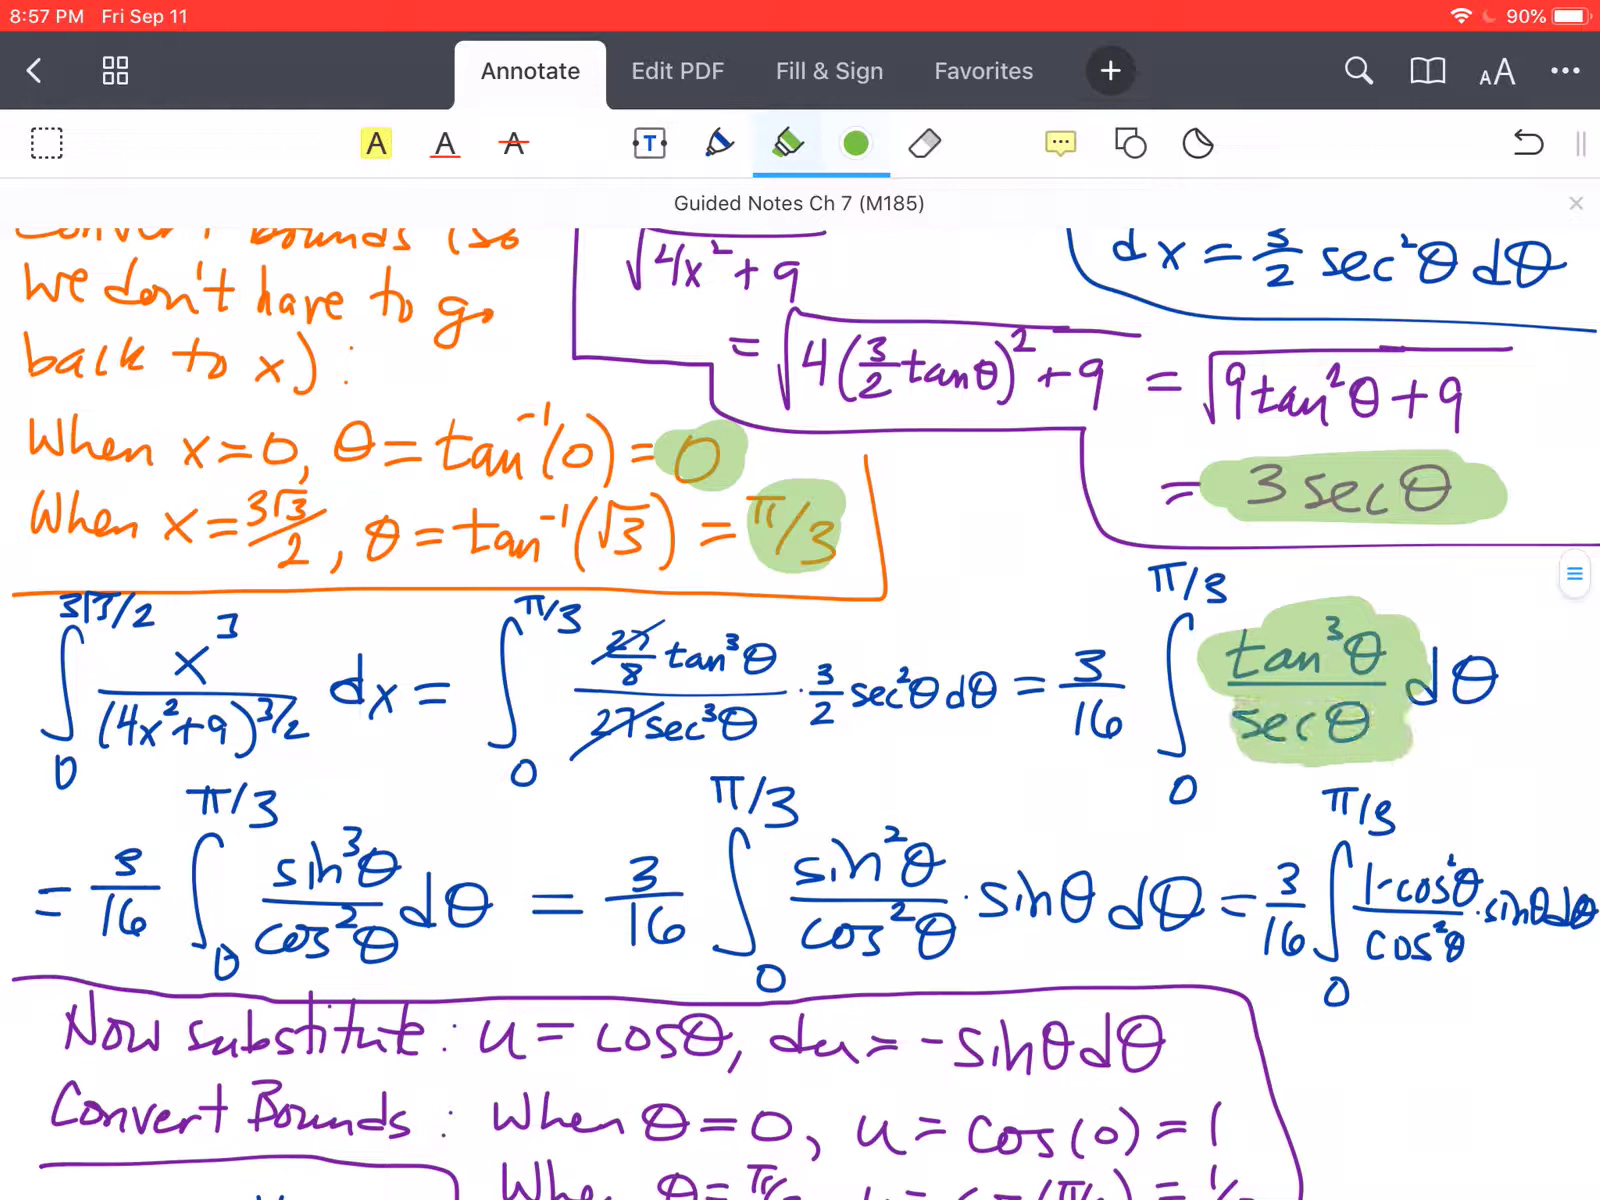 8:57 PM Fri Sep 11 90%
Annotate Edit PDF Fill & Sign Favorites +
A A A T AA
Guided Notes Ch 7 (M185)
Convert bounds (so
we don't have to go
back to x):
When x=0, θ=tan⁻¹(0)=0
When x=3√3/2, θ=tan⁻¹(√3)=π/3
√(4x²+9)
=√(4(3/2 tanθ)²+9) = √(9tan²θ+9)
= 3secθ
dx = 3/2 sec²θ dθ
∫₀^(3√3/2) x³/(4x²+9)^(3/2) dx = ∫₀^(π/3) (27/8 tan³θ)/(27sec³θ) · 3/2 sec²θ dθ = 3/16 ∫₀^(π/3) tan³θ/secθ dθ
= 3/16 ∫₀^(π/3) sin³θ/cos²θ dθ = 3/16 ∫₀^(π/3) sin²θ/cos²θ · sinθ dθ = 3/16 ∫₀^(π/3) (1-cos²θ)/cos²θ · sinθdθ
Now substitute: u=cosθ, du=-sinθdθ
Convert Bounds: When θ=0, u=cos(0)=1
When θ=π/